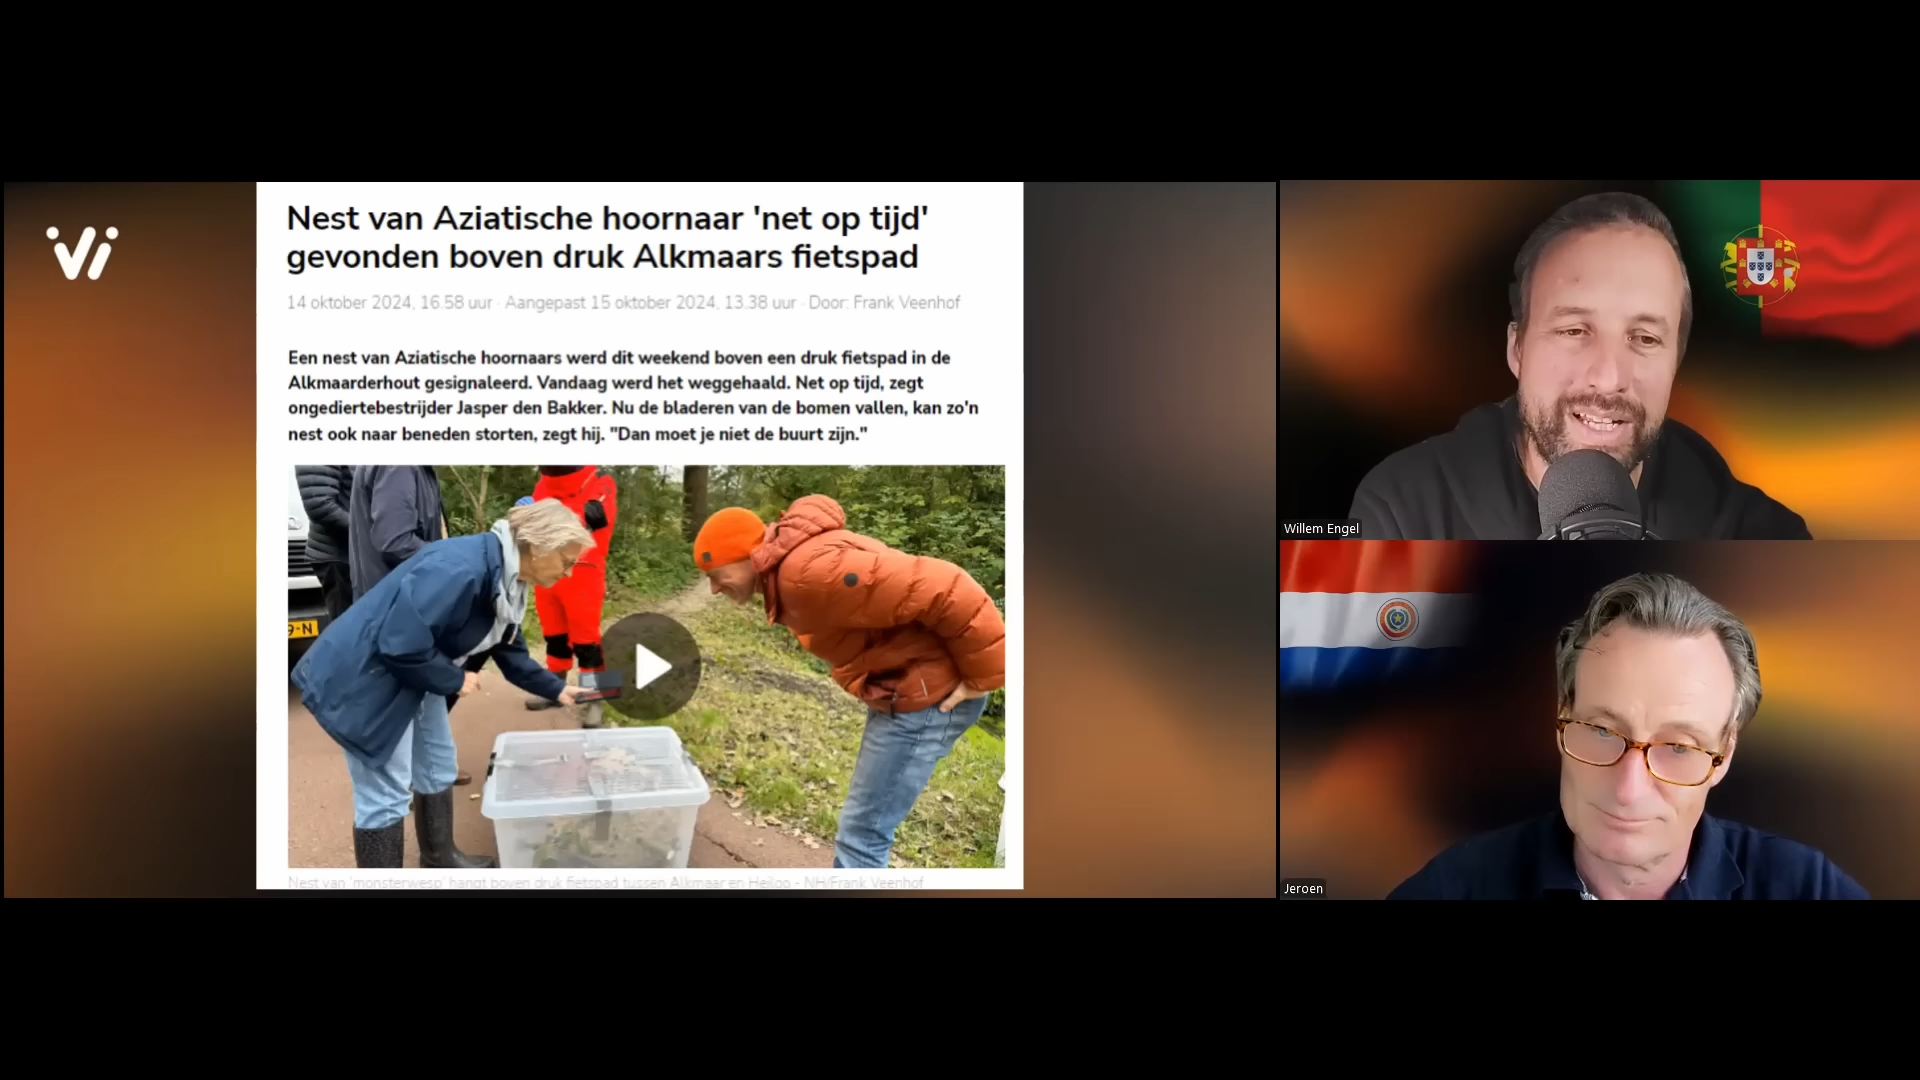 Nest van Aziatische hoornaar 'net op tijd'
gevonden boven druk Alkmaars fietspad
14 oktober 2024, 16.58 uur · Aangepast 15 oktober 2024, 13.38 uur · Door: Frank Veenhof
Een nest van Aziatische hoornaars werd dit weekend boven een druk fietspad in de
Alkmaarderhout gesignaleerd. Vandaag werd het weggehaald. Net op tijd, zegt
ongediertebestrijder Jasper den Bakker. Nu de bladeren van de bomen vallen, kan zo'n
nest ook naar beneden storten, zegt hij. "Dan moet je niet de buurt zijn."
9-N
Nest van 'monsterwesp' hangt boven druk fietspad tussen Alkmaar en Heiloo - NH/Frank Veenhof
Willem Engel
Jeroen